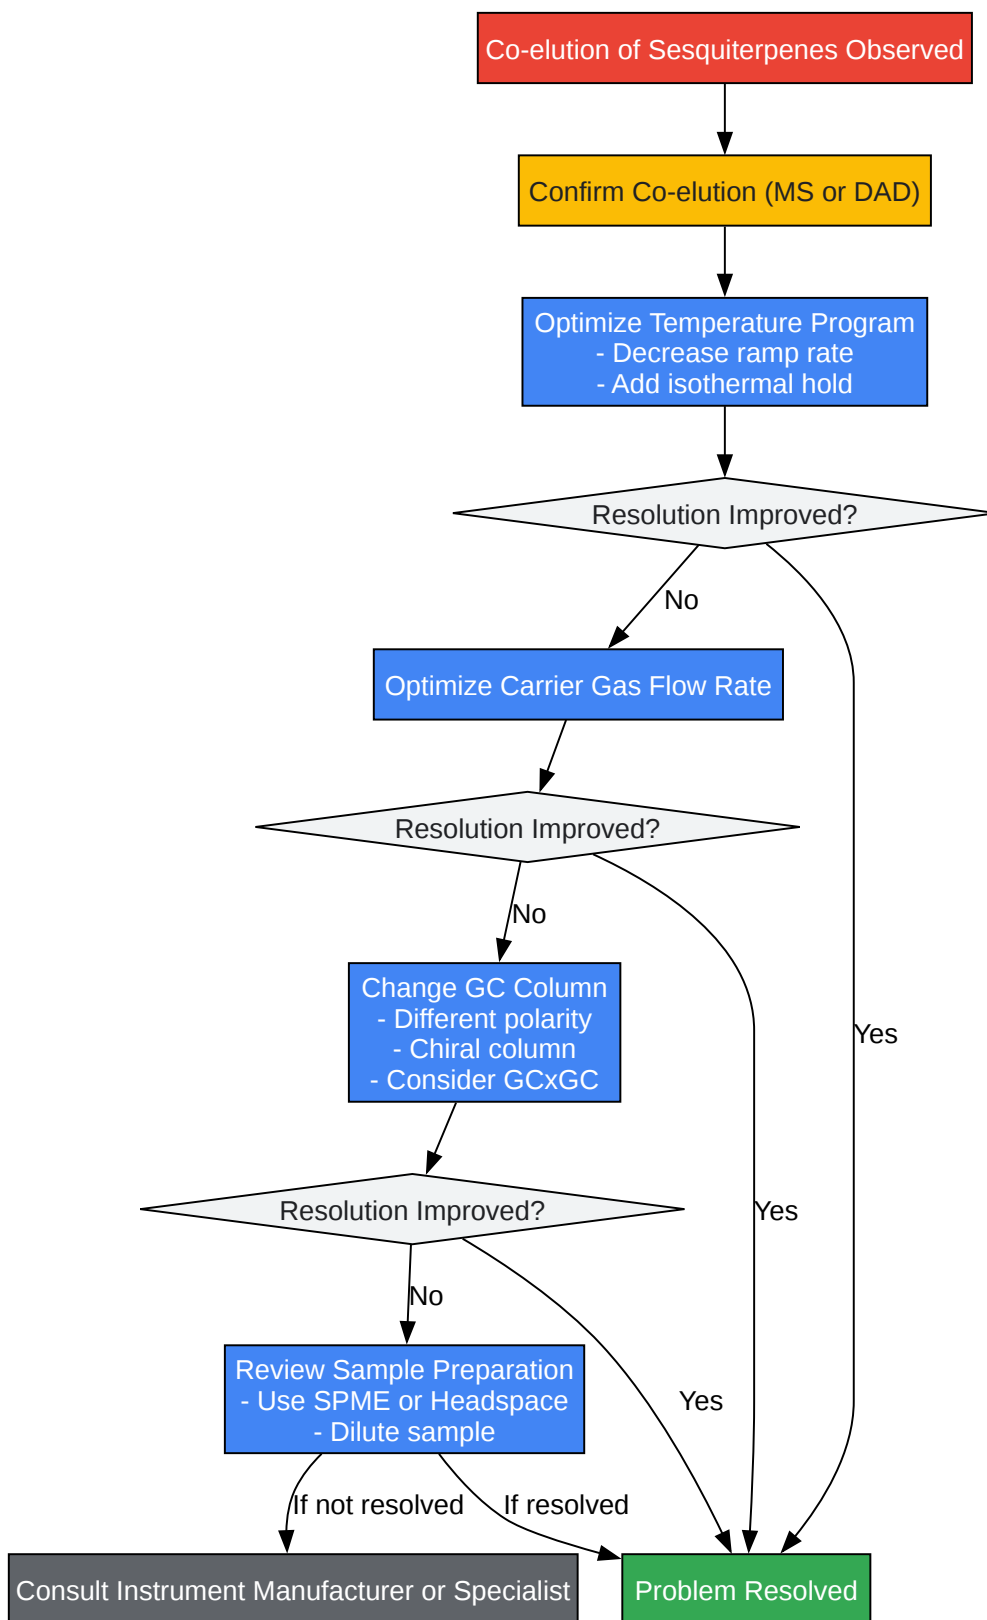 Co-elution of Sesquiterpenes Observed
Confirm Co-elution (MS or DAD)
Optimize Temperature Program
- Decrease ramp rate
- Add isothermal hold
Resolution Improved?
No
Optimize Carrier Gas Flow Rate
Resolution Improved?
No
Change GC Column
- Different polarity
- Chiral column
- Consider GCxGC
Yes
Resolution Improved?
Yes
No
Review Sample Preparation
- Use SPME or Headspace
- Dilute sample
Yes
If not resolved
If resolved
Consult Instrument Manufacturer or Specialist
Problem Resolved